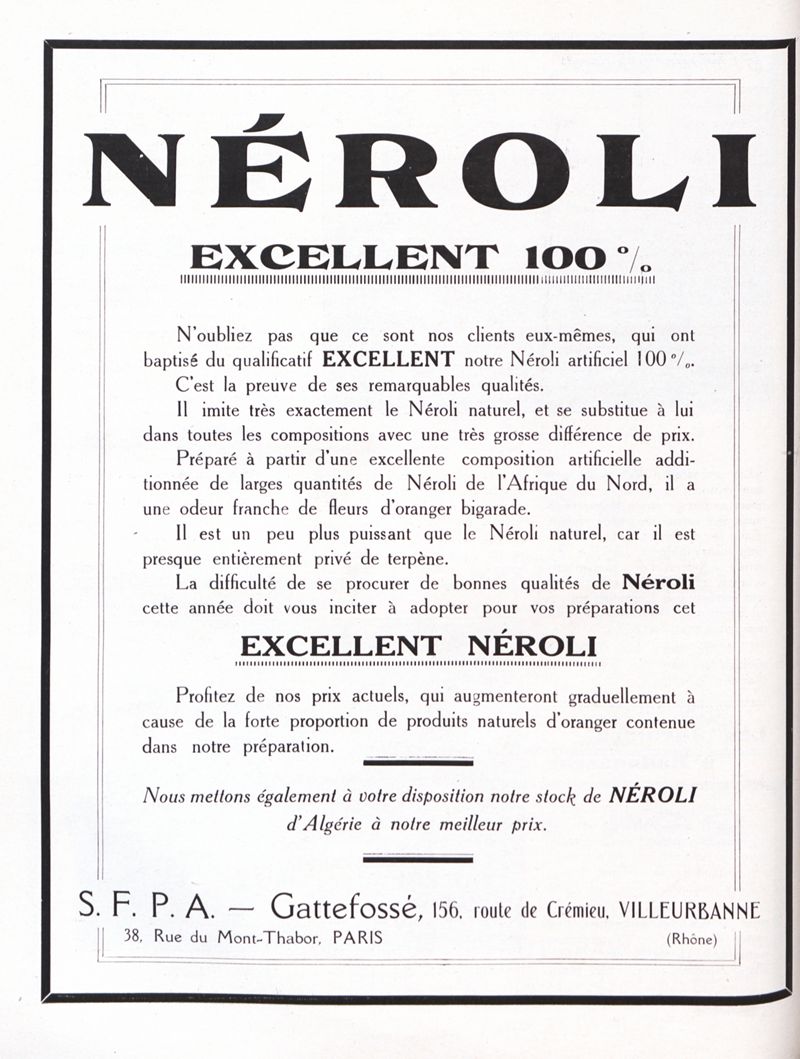 NÉROLI
EXCELLENT 100 %
N'oubliez pas que ce sont nos clients eux-mêmes, qui ont
baptisé du qualificatif EXCELLENT notre Néroli artificiel 100 %.
C'est la preuve de ses remarquables qualités.
Il imite très exactement le Néroli naturel, et se substitue à lui
dans toutes les compositions avec une très grosse différence de prix.
Préparé à partir d'une excellente composition artificielle addi-
tionnée de larges quantités de Néroli de l'Afrique du Nord, il a
une odeur franche de fleurs d'oranger bigarade.
Il est un peu plus puissant que le Néroli naturel, car il est
presque entièrement privé de terpène.
La difficulté de se procurer de bonnes qualités de Néroli
cette année doit vous inciter à adopter pour vos préparations cet
EXCELLENT NÉROLI
Profitez de nos prix actuels, qui augmenteront graduellement à
cause de la forte proportion de produits naturels d'oranger contenue
dans notre préparation.
Nous mettons également à votre disposition notre stock de NÉROLI
d'Algérie à notre meilleur prix.
S. F. P. A. — Gattefossé, 156, route de Crémieu, VILLEURBANNE
38, Rue du Mont-Thabor, PARIS (Rhône)